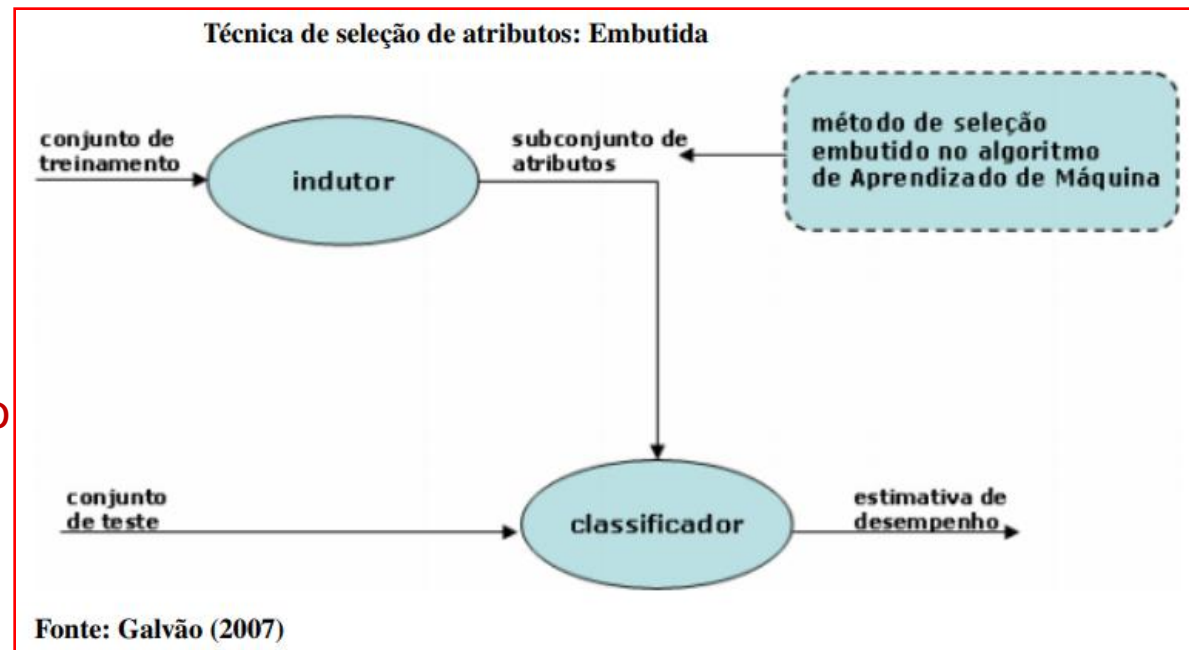 Técnica de seleção de atributos: Embutida
conjunto de
treinamento
indutor
subconjunto de
atributos
método de seleção
embutido no algoritmo
de Aprendizado de Máquina
conjunto
de teste
classificador
estimativa de
desempenho
Fonte: Galvão (2007)